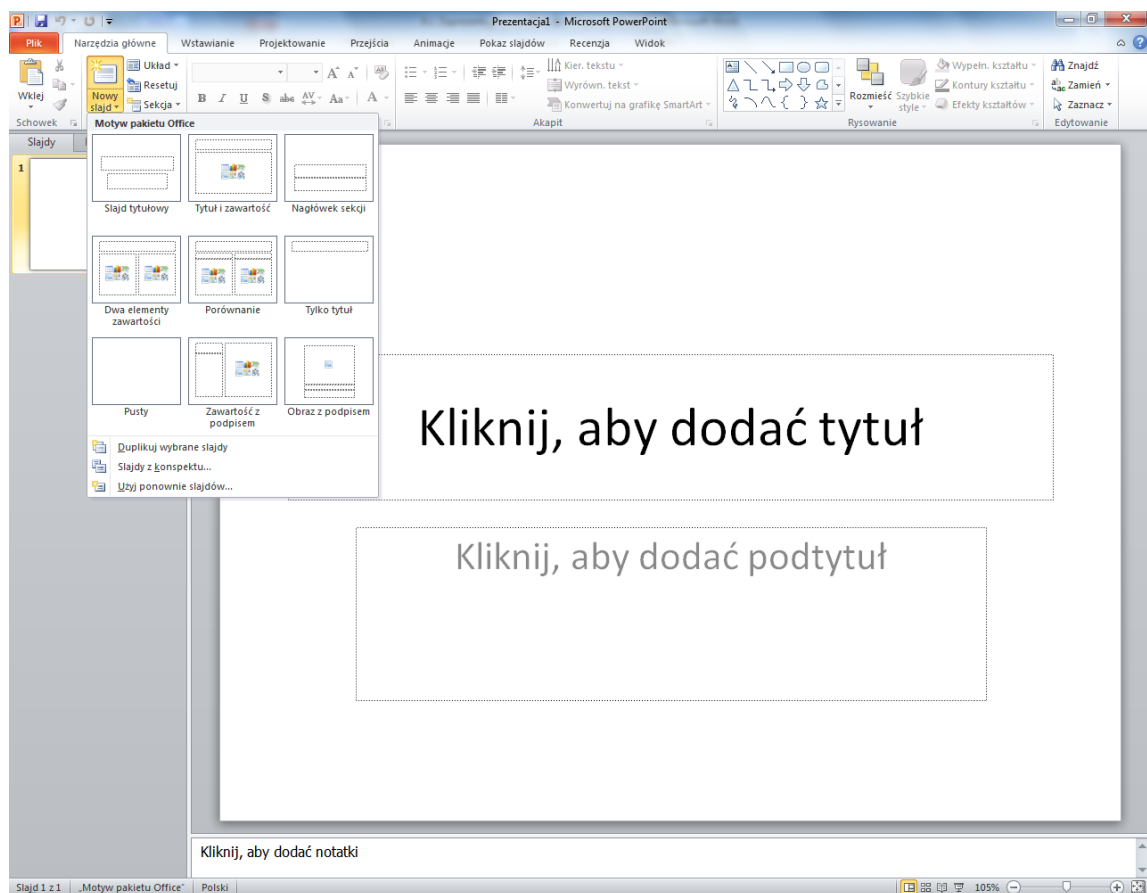 Prezentacja1 - Microsoft PowerPoint
Plik Narzędzia główne Wstawianie Projektowanie Przejścia Animacje Pokaz slajdów Recenzja Widok
Wklej
Nowy slajd
Układ
Resetuj
Sekcja
Kier. tekstu
Wyrówn. tekst
Konwertuj na grafikę SmartArt
Rozmieść
Szybkie style
Wypełn. kształtu
Kontury kształtu
Efekty kształtów
Znajdź
Zamień
Zaznacz
Schowek Akapit Rysowanie Edytowanie
Motyw pakietu Office
Slajd tytułowy Tytuł i zawartość Nagłówek sekcji
Dwa elementy zawartości Porównanie Tylko tytuł
Pusty Zawartość z podpisem Obraz z podpisem
Duplikuj wybrane slajdy
Slajdy z konspektu...
Użyj ponownie slajdów...
Slajdy
1
Kliknij, aby dodać tytuł
Kliknij, aby dodać podtytuł
Kliknij, aby dodać notatki
Slajd 1 z 1 „Motyw pakietu Office” Polski 105%